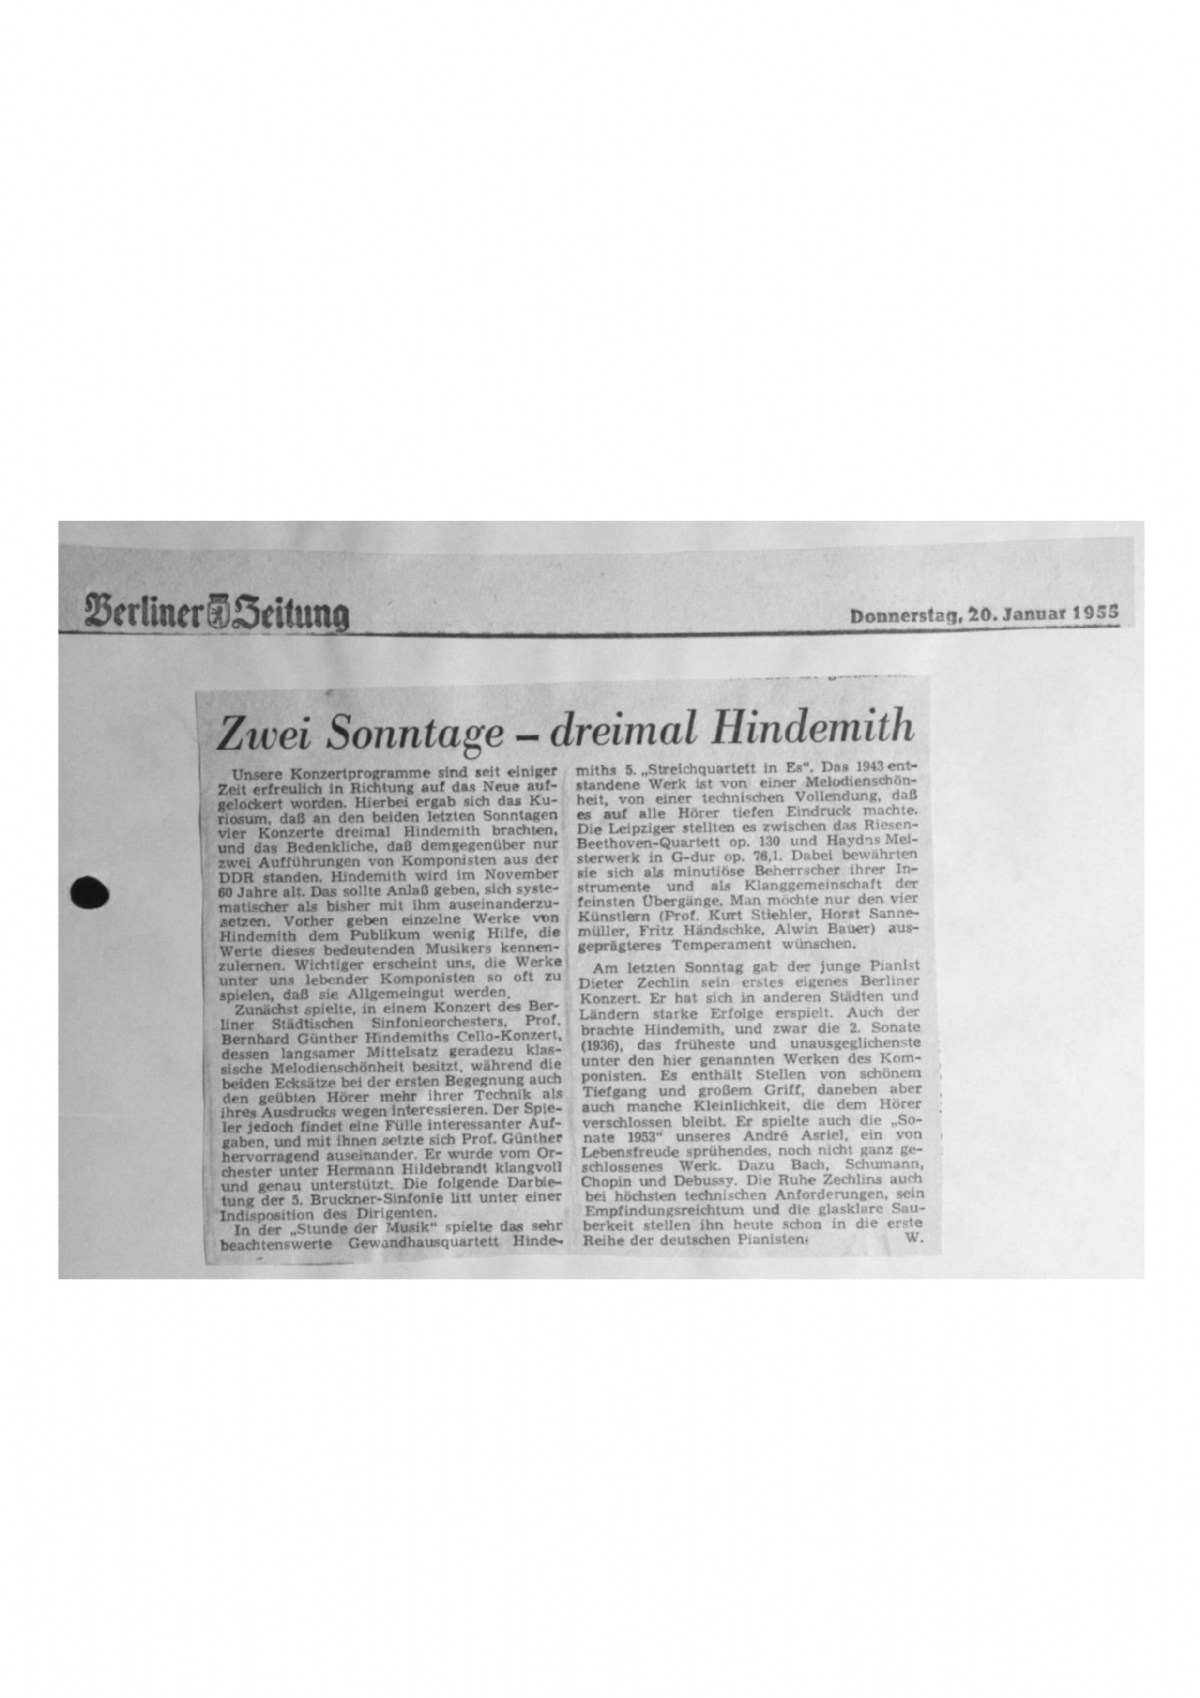 Berliner Zeitung
Donnerstag, 20. Januar 1955
Zwei Sonntage – dreimal Hindemith
Unsere Konzertprogramme sind seit einiger
Zeit erfreulich in Richtung auf das Neue auf-
gelockert worden. Hierbei ergab sich das Ku-
riosum, daß an den beiden letzten Sonntagen
vier Konzerte dreimal Hindemith brachten,
und das Bedenkliche, daß demgegenüber nur
zwei Aufführungen von Komponisten aus der
DDR standen. Hindemith wird im November
60 Jahre alt. Das sollte Anlaß geben, sich syste-
matischer als bisher mit ihm auseinanderzu-
setzen. Vorher geben einzelne Werke von
Hindemith dem Publikum wenig Hilfe, die
Werte dieses bedeutenden Musikers kennen-
zulernen. Wichtiger erscheint uns, die Werke
unter uns lebender Komponisten so oft zu
spielen, daß sie Allgemeingut werden.
Zunächst spielte, in einem Konzert des Ber-
liner Städtischen Sinfonieorchesters, Prof.
Bernhard Günther Hindemiths Cello-Konzert,
dessen langsamer Mittelsatz geradezu klas-
sische Melodienschönheit besitzt, während die
beiden Ecksätze bei der ersten Begegnung auch
den geübten Hörer mehr ihrer Technik als
ihres Ausdrucks wegen interessieren. Der Spie-
ler jedoch findet eine Fülle interessanter Auf-
gaben, und mit ihnen setzte sich Prof. Günther
hervorragend auseinander. Er wurde vom Or-
chester unter Hermann Hildebrandt klangvoll
und genau unterstützt. Die folgende Darbie-
tung der 5. Bruckner-Sinfonie litt unter einer
Indisposition des Dirigenten.
In der „Stunde der Musik“ spielte das sehr
beachtenswerte Gewandhausquartett Hinde-
miths 5. „Streichquartett in Es“. Das 1943 ent-
standene Werk ist von einer Melodienschön-
heit, von einer technischen Vollendung, daß
es auf alle Hörer tiefen Eindruck machte.
Die Leipziger stellten es zwischen das Riesen-
Beethoven-Quartett op. 130 und Haydns Mei-
sterwerk in G-dur op. 76,1. Dabei bewährten
sie sich als minutiöse Beherrscher ihrer In-
strumente und als Klanggemeinschaft der
feinsten Übergänge. Man möchte nur den vier
Künstlern (Prof. Kurt Stiehler, Horst Sanne-
müller, Fritz Händschke, Alwin Bauer) aus-
geprägteres Temperament wünschen.
Am letzten Sonntag gab der junge Pianist
Dieter Zechlin sein erstes eigenes Berliner
Konzert. Er hat sich in anderen Städten und
Ländern starke Erfolge erspielt. Auch der
brachte Hindemith, und zwar die 2. Sonate
(1936), das früheste und unausgeglichenste
unter den hier genannten Werken des Kom-
ponisten. Es enthält Stellen von schönem
Tiefgang und großem Griff, daneben aber
auch manche Kleinlichkeit, die dem Hörer
verschlossen bleibt. Er spielte auch die „So-
nate 1953“ unseres André Asriel, ein von
Lebensfreude sprühendes, noch nicht ganz ge-
schlossenes Werk. Dazu Bach, Schumann,
Chopin und Debussy. Die Ruhe Zechlins auch
bei höchsten technischen Anforderungen, sein
Empfindungsreichtum und die glasklare Sau-
berkeit stellen ihn heute schon in die erste
Reihe der deutschen Pianisten. W.